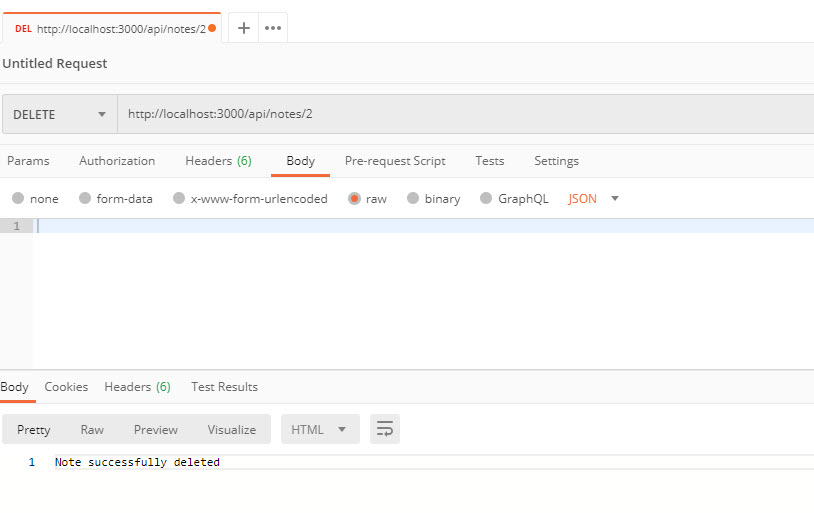 DEL http://localhost:3000/api/notes/2
Untitled Request
DELETE http://localhost:3000/api/notes/2
Params Authorization Headers (6) Body Pre-request Script Tests Settings
none form-data x-www-form-urlencoded raw binary GraphQL JSON
1
Body Cookies Headers (6) Test Results
Pretty Raw Preview Visualize HTML
1 Note successfully deleted